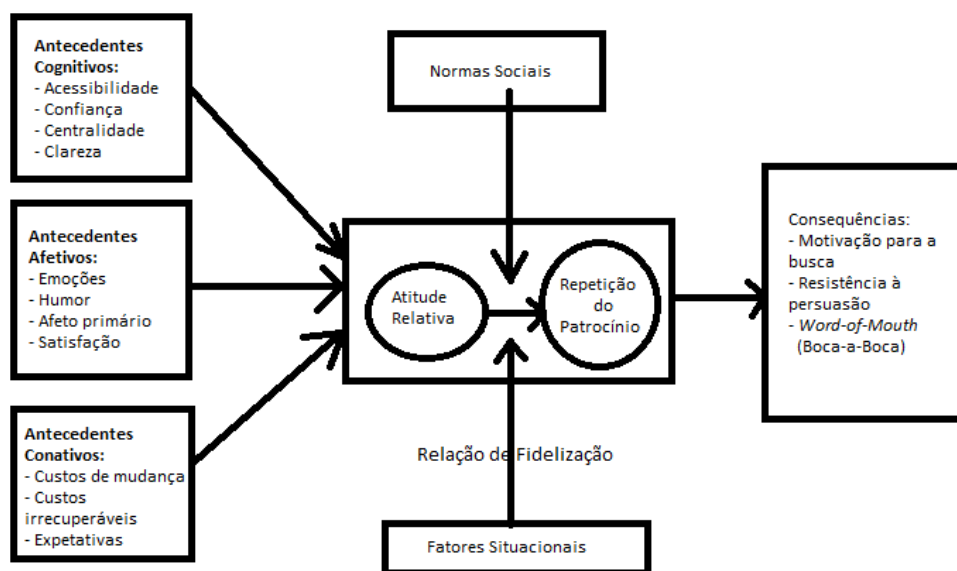 Antecedentes
Cognitivos:
- Acessibilidade
- Confiança
- Centralidade
- Clareza
Antecedentes
Afetivos:
- Emoções
- Humor
- Afeto primário
- Satisfação
Antecedentes
Conativos:
- Custos de mudança
- Custos
irrecuperáveis
- Expetativas
Normas Sociais
Atitude
Relativa
Repetição
do
Patrocínio
Relação de Fidelização
Fatores Situacionais
Consequências:
- Motivação para a
busca
- Resistência à
persuasão
- Word-of-Mouth
(Boca-a-Boca)